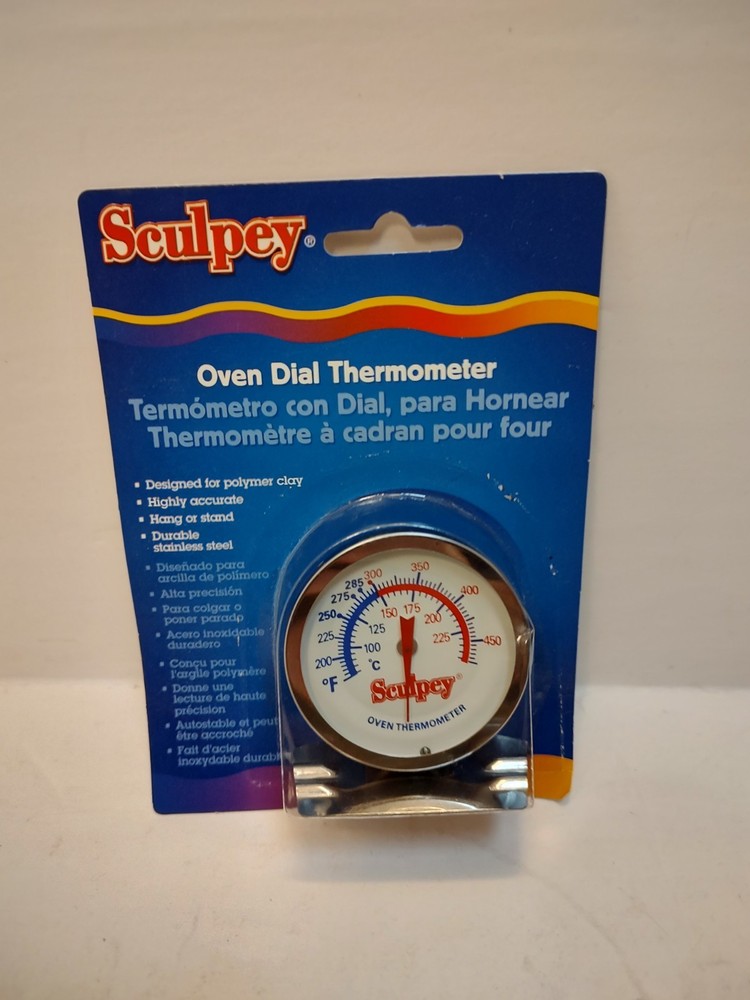 Sculpey®
Oven Dial Thermometer
Termómetro con Dial, para Hornear
Thermomètre à cadran pour four
▪ Designed for polymer clay
▪ Highly accurate
▪ Hang or stand
▪ Durable
stainless steel
▪ Diseñado para
arcilla de polímero
▪ Alta precisión
▪ Para colgar o
poner parado
▪ Acero inoxidable
duradero
▪ Conçu pour
l'argile polymère
▪ Donne une
lecture de haute
précision
▪ Autostable et peut
être accroché
▪ Fait d'acier
inoxydable durable
200 225 250 275 285 300 350 400 450
°F
100 125 150 175 200 225
°C
Sculpey®
OVEN THERMOMETER